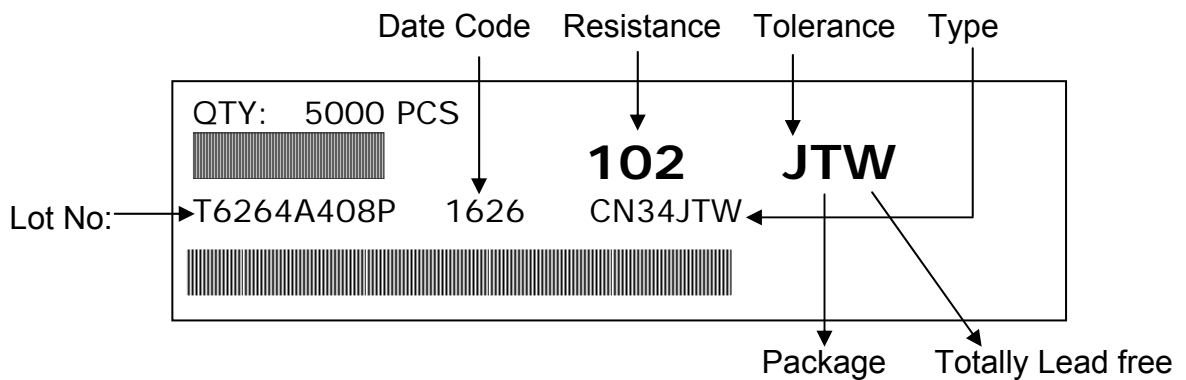 Date Code Resistance Tolerance Type
QTY: 5000 PCS
102 JTW
Lot No: T6264A408P 1626 CN34JTW
Package Totally Lead free